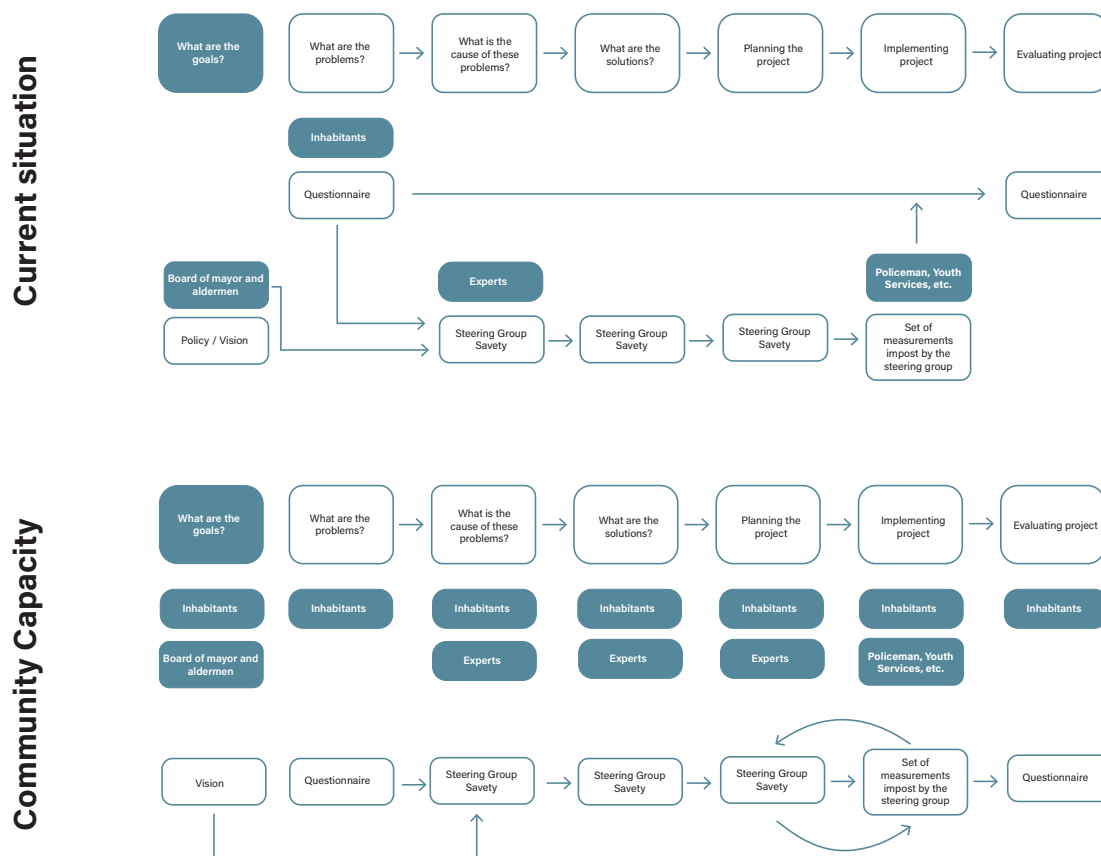 Current situation
What are the
goals?
What are the
problems?
What is the
cause of these
problems?
What are the
solutions?
Planning the
project
Implementing
project
Evaluating project
Inhabitants
Questionnaire
Questionnaire
Board of mayor and
aldermen
Policy / Vision
Experts
Steering Group
Savety
Steering Group
Savety
Steering Group
Savety
Policeman, Youth
Services, etc.
Set of
measurements
impost by the
steering group
Community Capacity
What are the
goals?
What are the
problems?
What is the
cause of these
problems?
What are the
solutions?
Planning the
project
Implementing
project
Evaluating project
Inhabitants
Inhabitants
Inhabitants
Inhabitants
Inhabitants
Inhabitants
Inhabitants
Board of mayor and
aldermen
Experts
Experts
Experts
Policeman, Youth
Services, etc.
Vision
Questionnaire
Steering Group
Savety
Steering Group
Savety
Steering Group
Savety
Set of
measurements
impost by the
steering group
Questionnaire